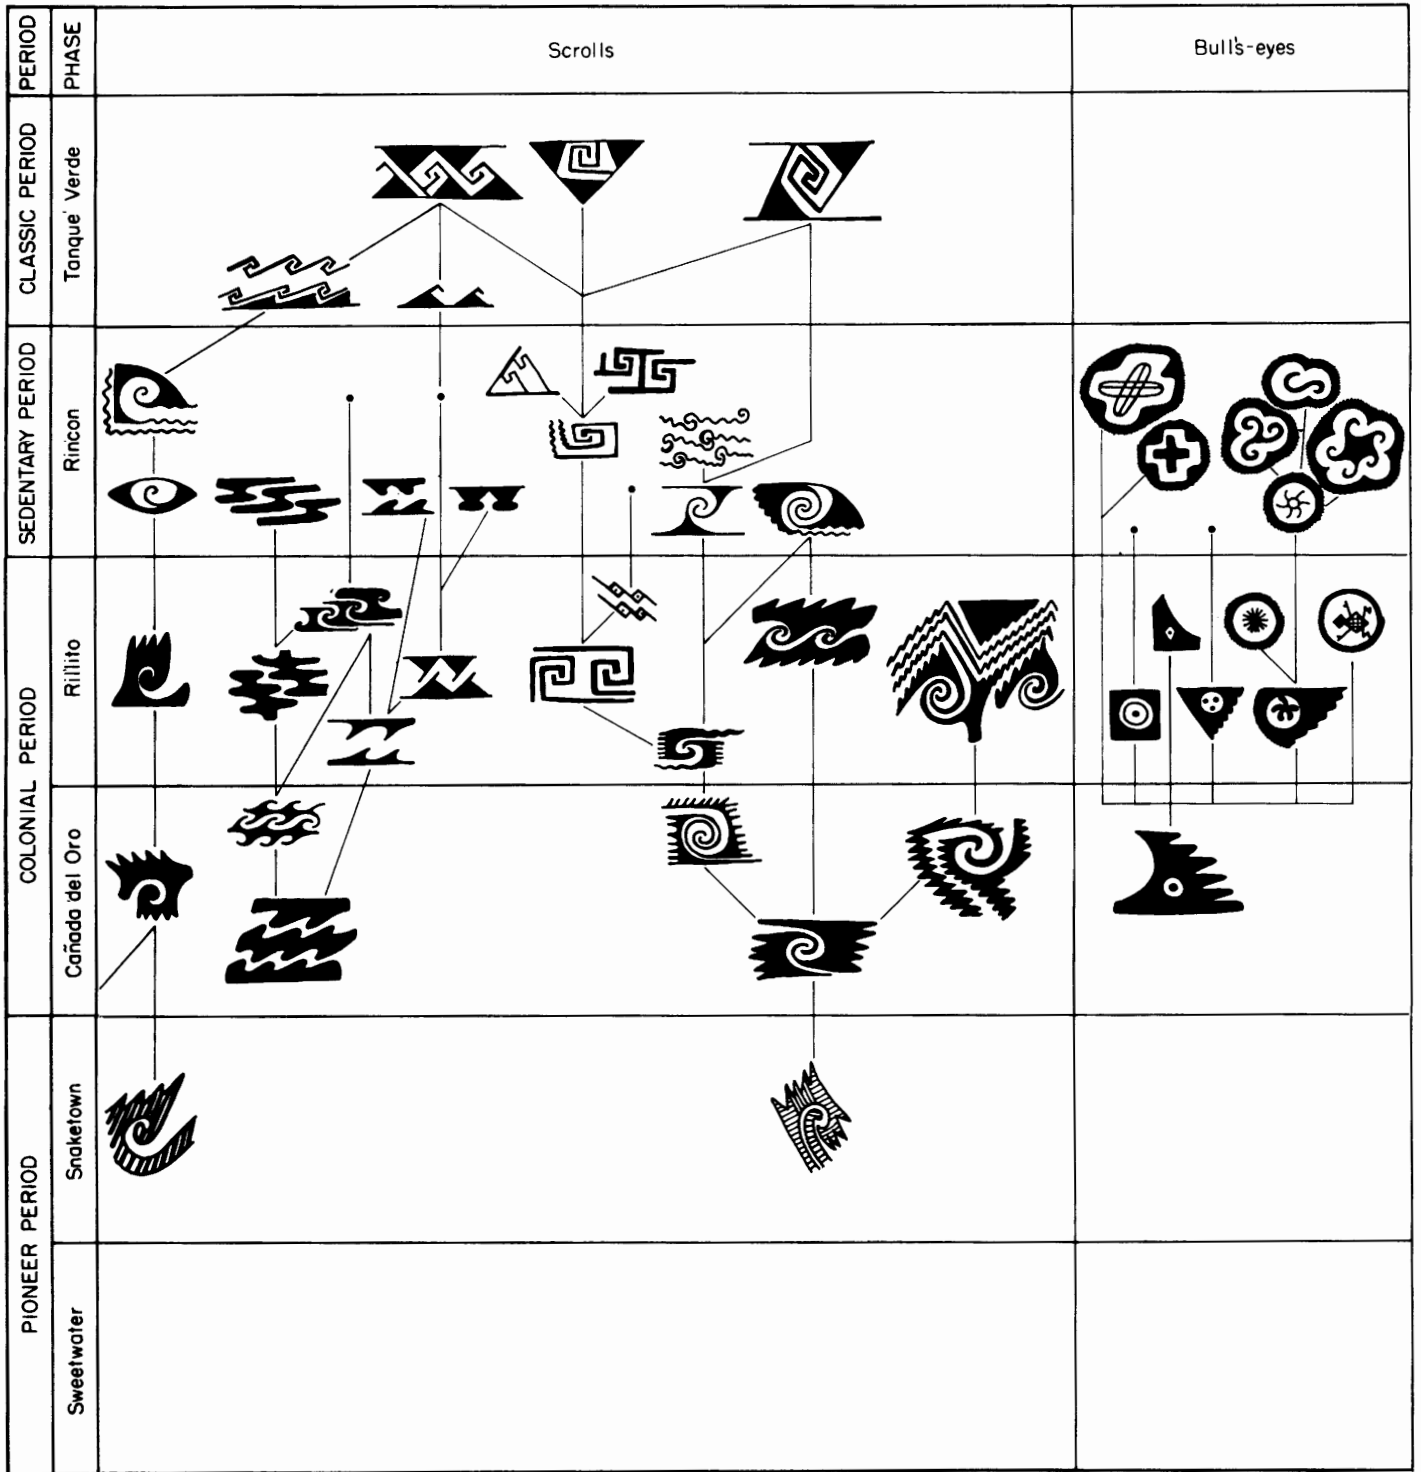 PERIOD
PHASE
Scrolls
Bull's-eyes
CLASSIC PERIOD
Tanque' Verde
SEDENTARY PERIOD
Rincon
COLONIAL PERIOD
Rillito
Cañada del Oro
PIONEER PERIOD
Snaketown
Sweetwater